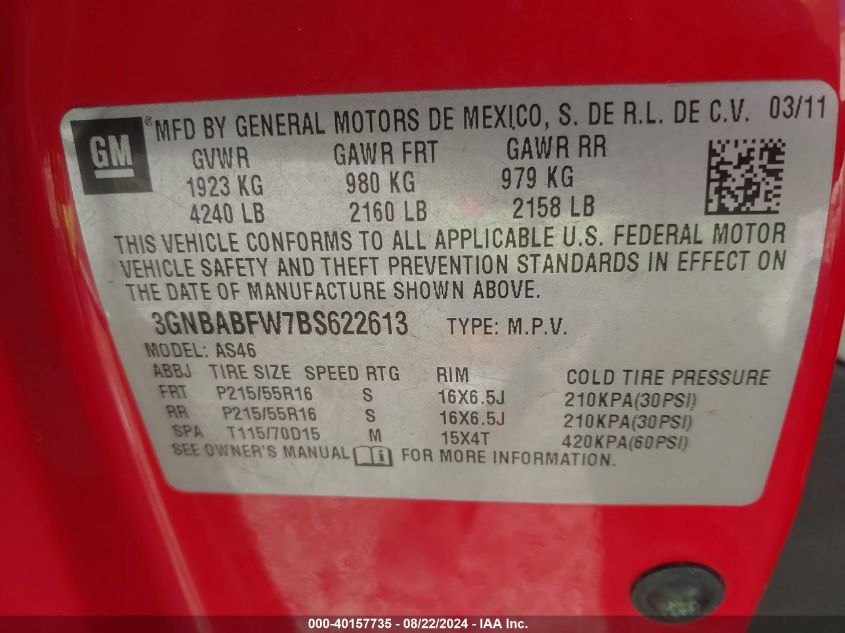 GM ® MFD BY GENERAL MOTORS DE MEXICO, S. DE R.L. DE C.V. 03/11
GVWR GAWR FRT GAWR RR
1923 KG 980 KG 979 KG
4240 LB 2160 LB 2158 LB
THIS VEHICLE CONFORMS TO ALL APPLICABLE U.S. FEDERAL MOTOR
VEHICLE SAFETY AND THEFT PREVENTION STANDARDS IN EFFECT ON
THE DATE OF MANUFACTURE SHOWN ABOVE.
3GNBABFW7BS622613 TYPE: M.P.V.
MODEL: AS46
ABBJ TIRE SIZE SPEED RTG RIM COLD TIRE PRESSURE
FRT P215/55R16 S 16X6.5J 210KPA(30PSI)
RR P215/55R16 S 16X6.5J 210KPA(30PSI)
SPA T115/70D15 M 15X4T 420KPA(60PSI)
SEE OWNER'S MANUAL i FOR MORE INFORMATION.
000-40157735 - 08/22/2024 - IAA Inc.